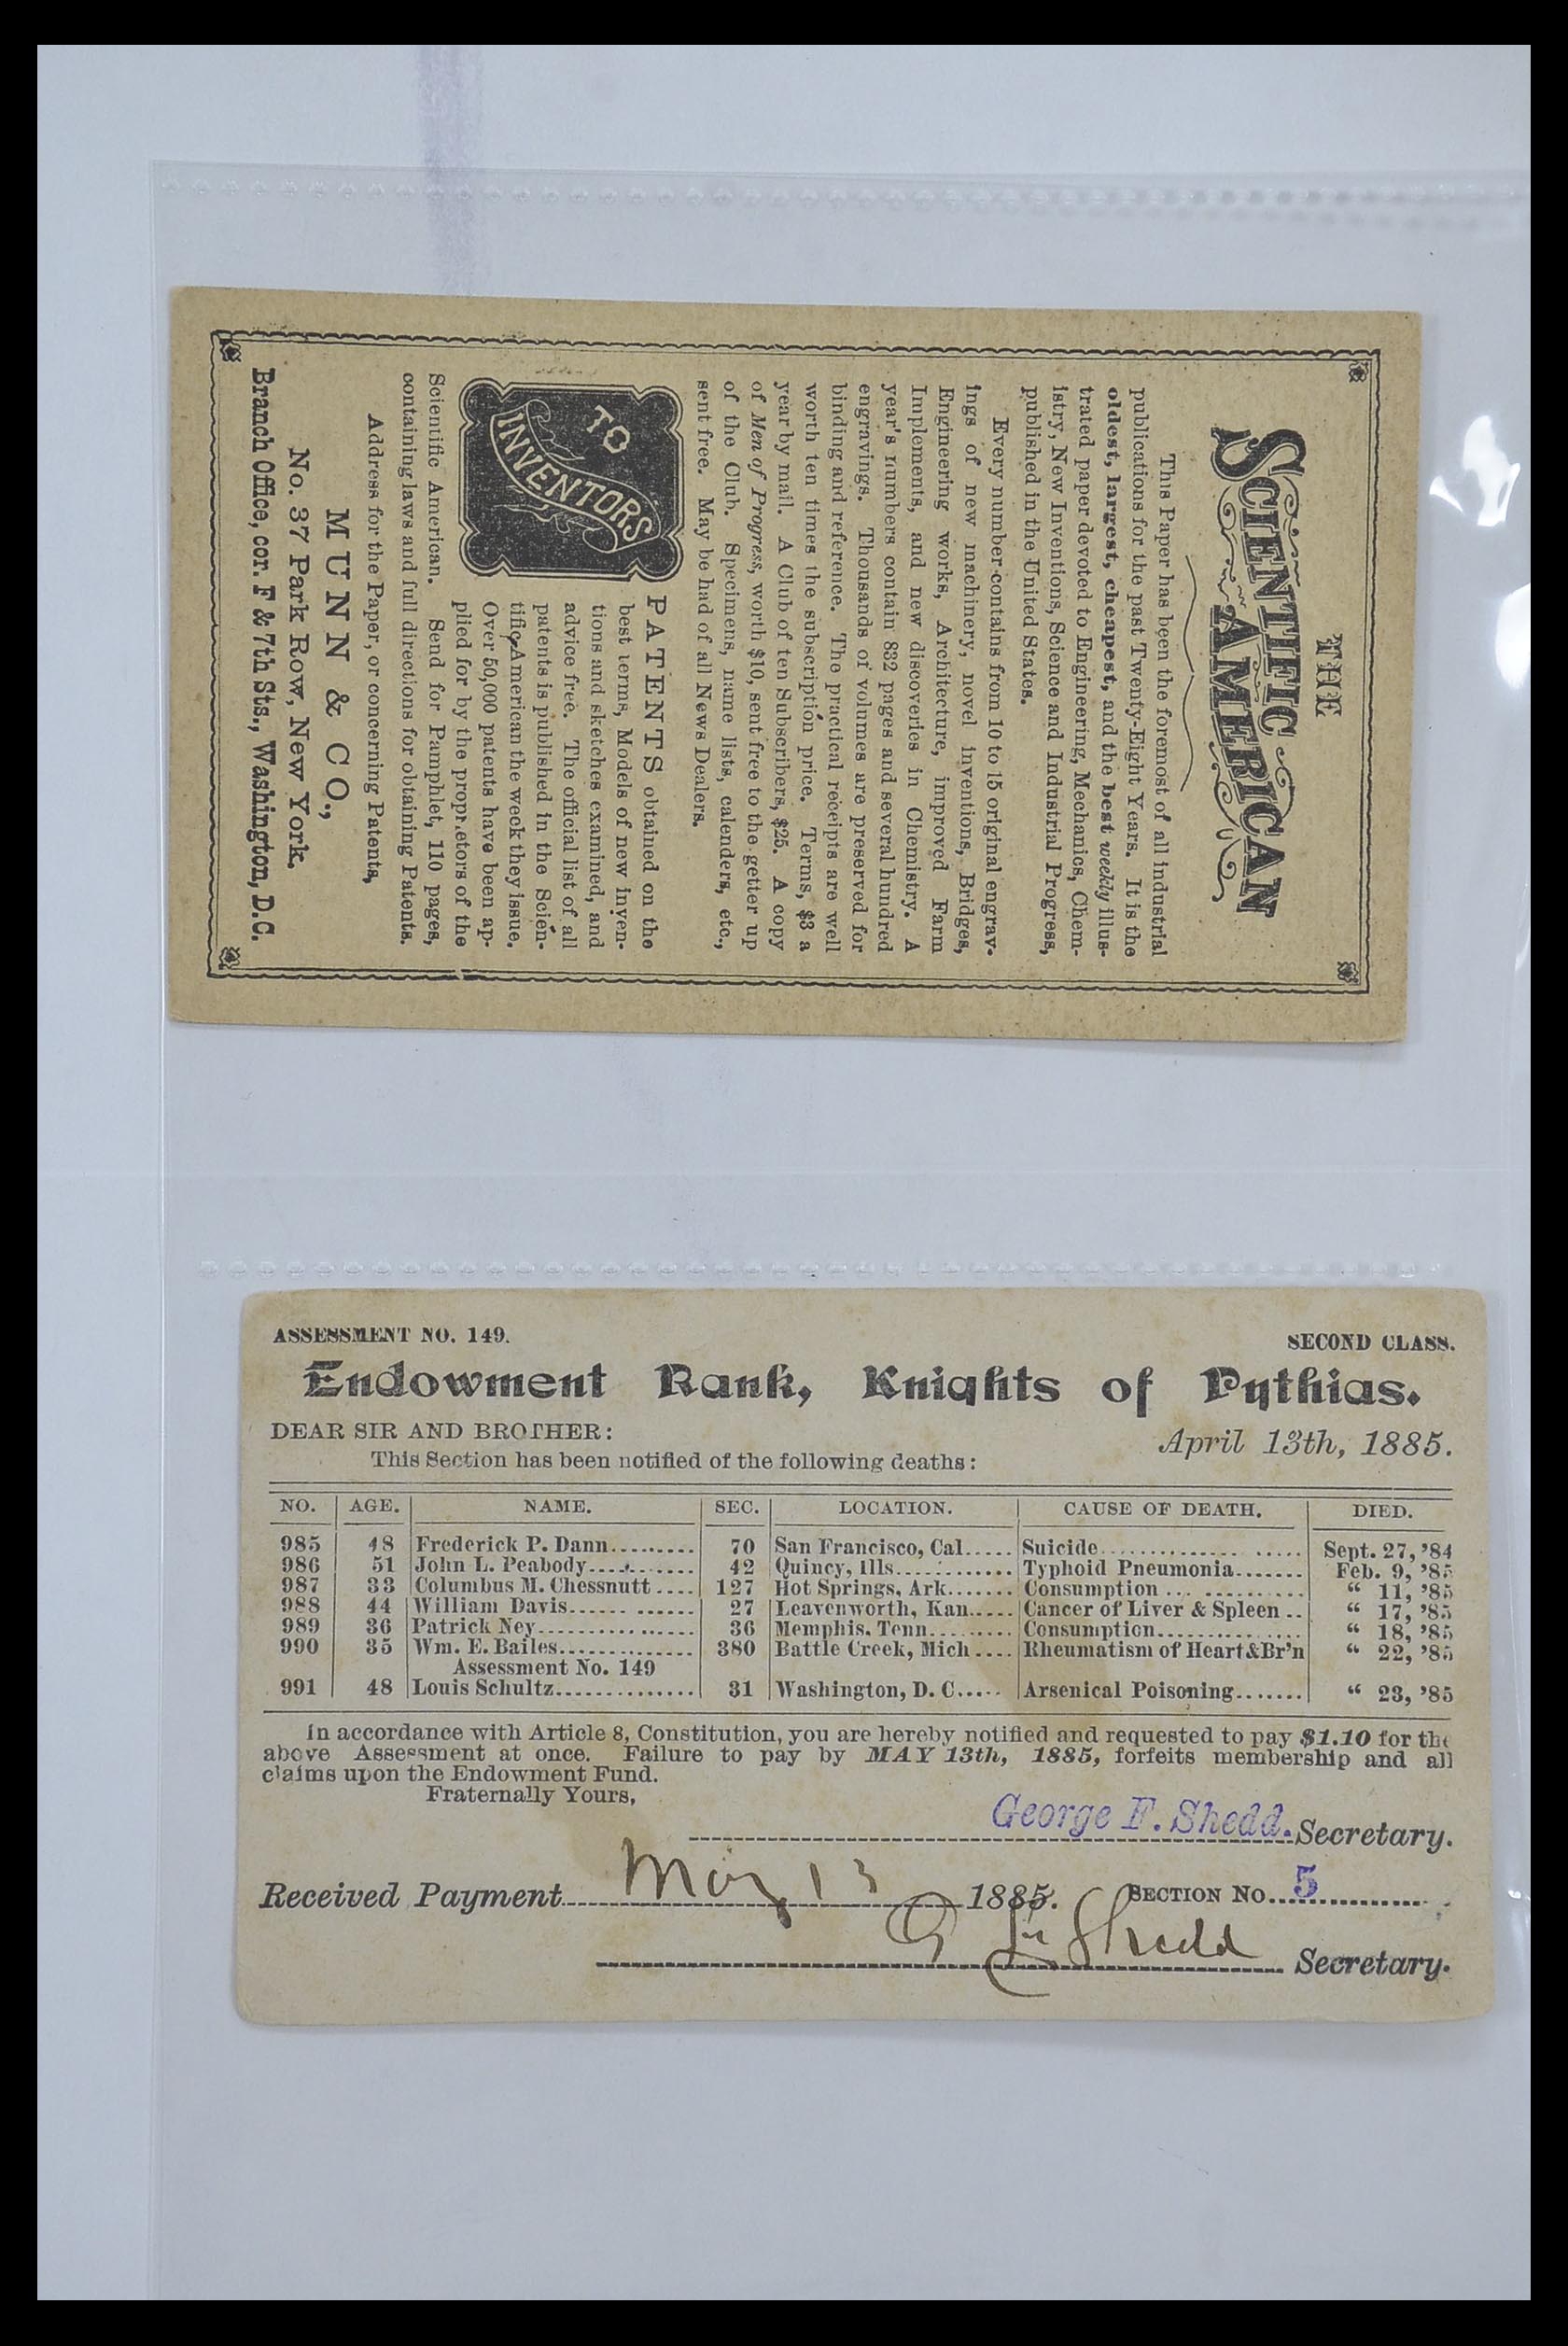 THE
SCIENTIFIC
AMERICAN
This Paper has been the foremost of all industrial
publications for the past Twenty-Eight Years. It is the
oldest, largest, cheapest, and the best weekly illus-
trated paper devoted to Engineering, Mechanics, Chem-
istry, New Inventions, Science and Industrial Progress,
published in the United States.
Every number contains from 10 to 15 original engrav-
ings of new machinery, novel inventions, Bridges,
Engineering works, Architecture, improved Farm
Implements, and new discoveries in Chemistry. A
year's numbers contain 832 pages and several hundred
engravings. Thousands of volumes are preserved for
binding and reference. The practical receipts are well
worth ten times the subscription price. Terms, $3 a
year by mail. A Club of ten Subscribers, $25. A copy
of Men of Progress, worth $10, sent free to the getter up
of the Club. Specimens, name lists, calenders, etc.,
sent free. May be had of all News Dealers.
TO
INVENTORS
PATENTS obtained on the
best terms, Models of new inven-
tions and sketches examined, and
advice free. The official list of all
patents is published in the Scien-
tific American the week they issue.
Over 50,000 patents have been ap-
plied for by the proprietors of the
Scientific American. Send for Pamphlet, 110 pages,
containing laws and full directions for obtaining Patents.
Address for the Paper, or concerning Patents,
MUNN & CO.,
No. 37 Park Row, New York.
Branch Office, cor. F & 7th Sts., Washington, D.C.
ASSESSMENT NO. 149. SECOND CLASS.
Endowment Rank, Knights of Pythias.
DEAR SIR AND BROTHER: April 13th, 1885.
This Section has been notified of the following deaths:
NO. AGE. NAME. SEC. LOCATION. CAUSE OF DEATH. DIED.
985 48 Frederick P. Dann......... 70 San Francisco, Cal..... Suicide.................... Sept. 27, '84
986 51 John L. Peabody........... 42 Quincy, Ills............ Typhoid Pneumonia....... Feb. 9, '85
987 33 Columbus M. Chessnutt .... 127 Hot Springs, Ark....... Consumption .............. " 11, '85
988 44 William Davis............. 27 Leavenworth, Kan..... Cancer of Liver & Spleen .. " 17, '85
989 36 Patrick Ney................ 36 Memphis. Tenn......... Consumption............... " 18, '85
990 35 Wm. E. Bailes.............. 380 Battle Creek, Mich .... Rheumatism of Heart&Br'n " 22, '85
Assessment No. 149
991 48 Louis Schultz.............. 31 Washington, D. C..... Arsenical Poisoning....... " 23, '85
In accordance with Article 8, Constitution, you are hereby notified and requested to pay $1.10 for the
above Assessment at once. Failure to pay by MAY 13th, 1885, forfeits membership and all
claims upon the Endowment Fund.
Fraternally Yours,
George F. Shedd. Secretary.
Received Payment May 13 1885. SECTION NO. 5
G F Shedd Secretary.